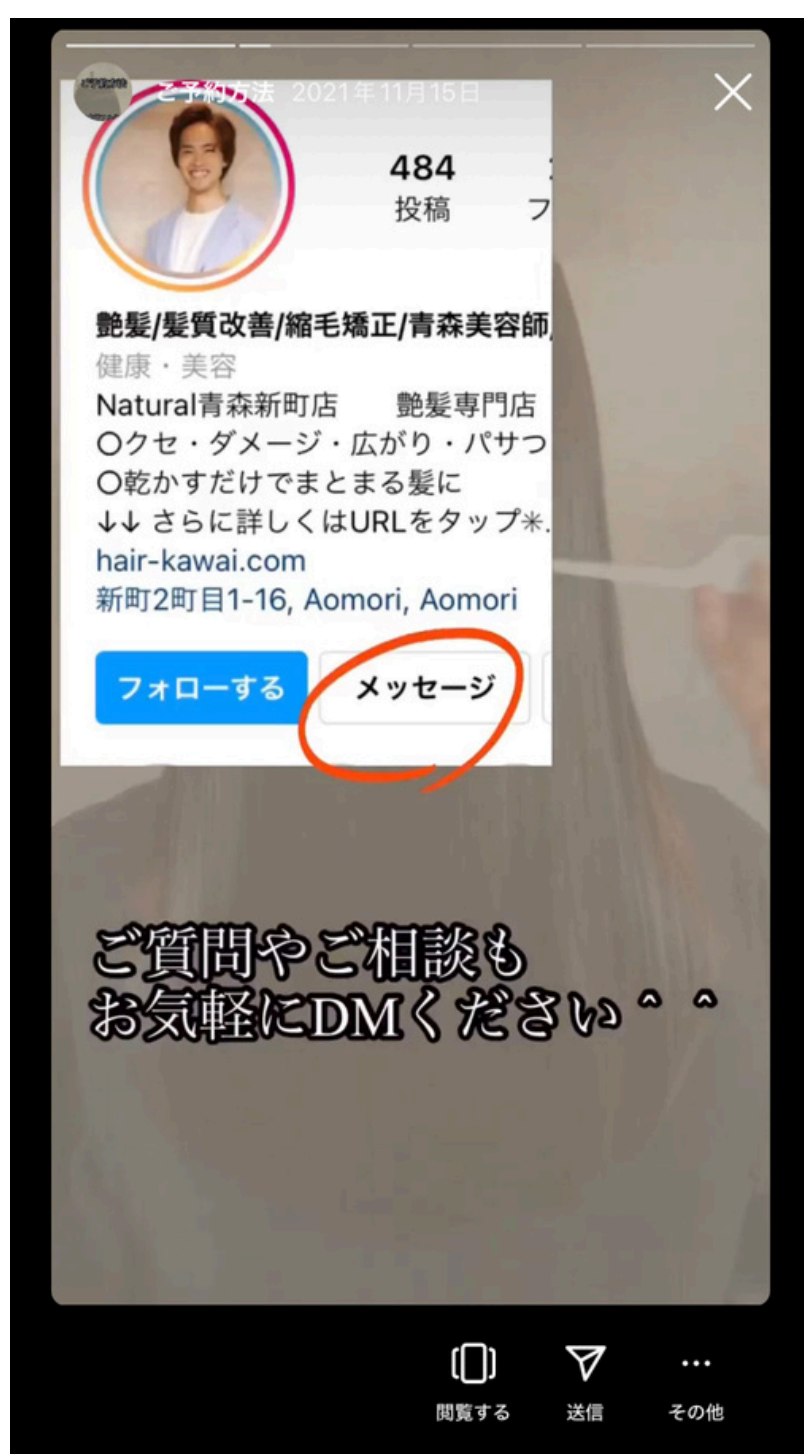 ご予約方法 2021年11月15日
484
投稿 フ
艶髪/髪質改善/縮毛矯正/青森美容師/
健康・美容
Natural青森新町店 艶髪専門店
〇クセ・ダメージ・広がり・パサつ
〇乾かすだけでまとまる髪に
↓↓ さらに詳しくはURLをタップ✳︎.
hair-kawai.com
新町2町目1-16, Aomori, Aomori
フォローする メッセージ
ご質問やご相談も
お気軽にDMください＾ ＾
閲覧する 送信 その他